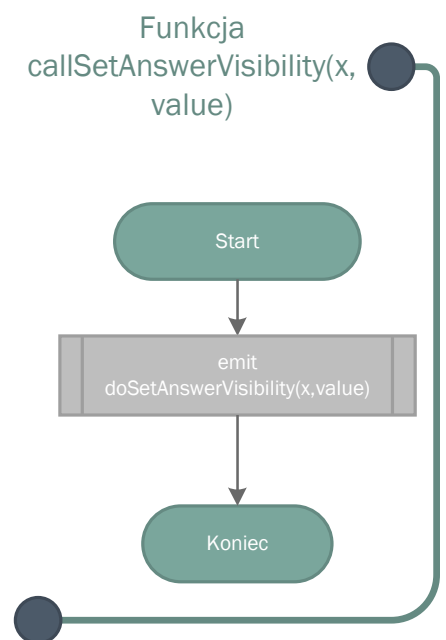 Funkcja
callSetAnswerVisibility(x,
value)
Start
emit
doSetAnswerVisibility(x,value)
Koniec